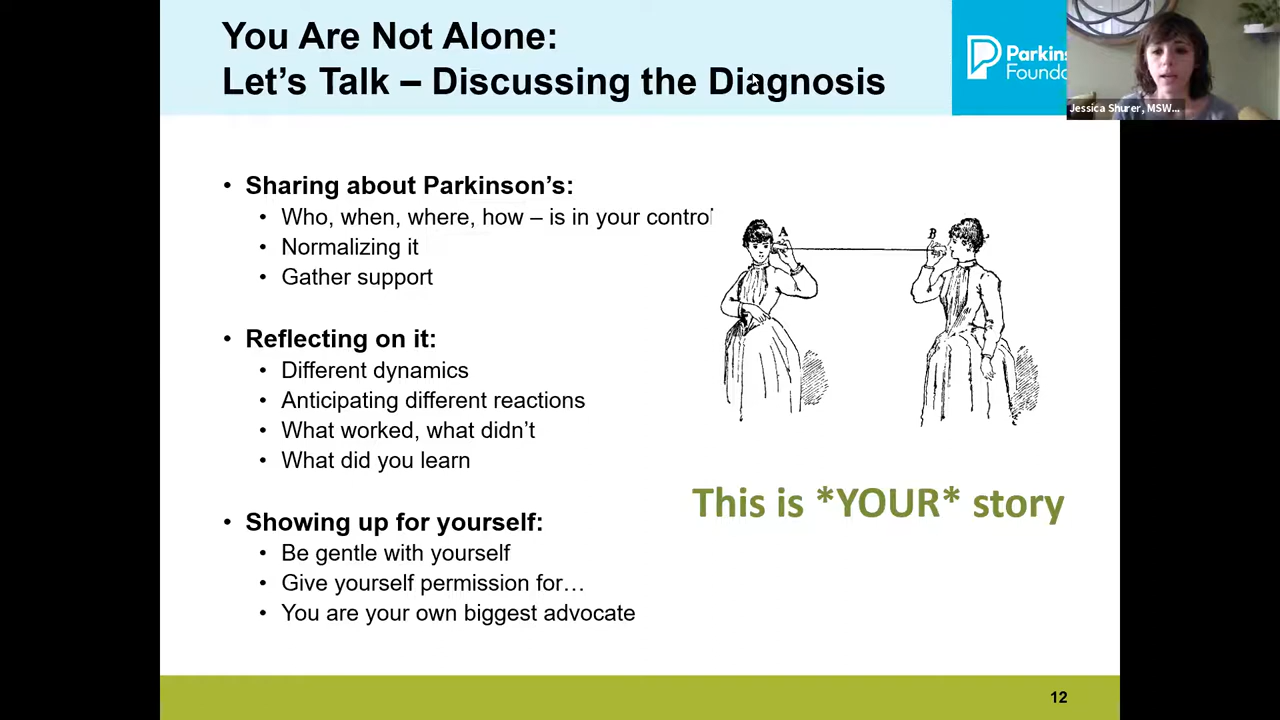 You Are Not Alone:
Let's Talk – Discussing the Diagnosis
Parkins
Founda
Jessica Shurer, MSW...
• Sharing about Parkinson's:
• Who, when, where, how – is in your control
• Normalizing it
• Gather support
A
B
• Reflecting on it:
• Different dynamics
• Anticipating different reactions
• What worked, what didn't
• What did you learn
This is *YOUR* story
• Showing up for yourself:
• Be gentle with yourself
• Give yourself permission for…
• You are your own biggest advocate
12